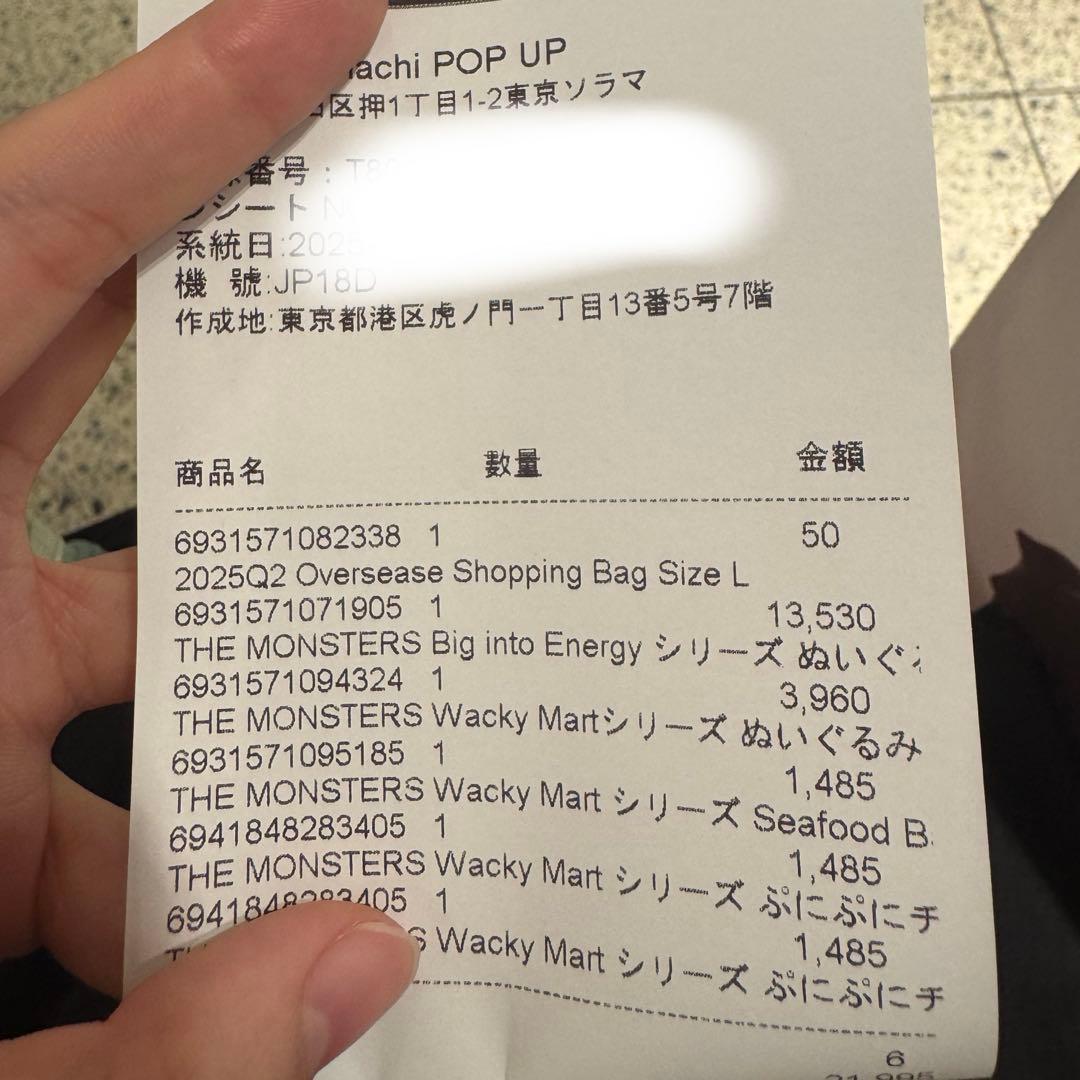 achi POP UP
区押1丁目1-2東京ソラマ
番号：T8
シート N
系統日:202
機 號:JP18D
作成地:東京都港区虎ノ門一丁目13番5号7階
商品名 数量 金額
6931571082338 1 50
2025Q2 Oversease Shopping Bag Size L
6931571071905 1 13,530
THE MONSTERS Big into Energy シリーズ ぬいぐ
6931571094324 1 3,960
THE MONSTERS Wacky Martシリーズ ぬいぐるみ
6931571095185 1 1,485
THE MONSTERS Wacky Mart シリーズ Seafood B
6941848283405 1 1,485
THE MONSTERS Wacky Mart シリーズ ぷにぷにチ
6941848283405 1 1,485
S Wacky Mart シリーズ ぷにぷにチ
6
21,995